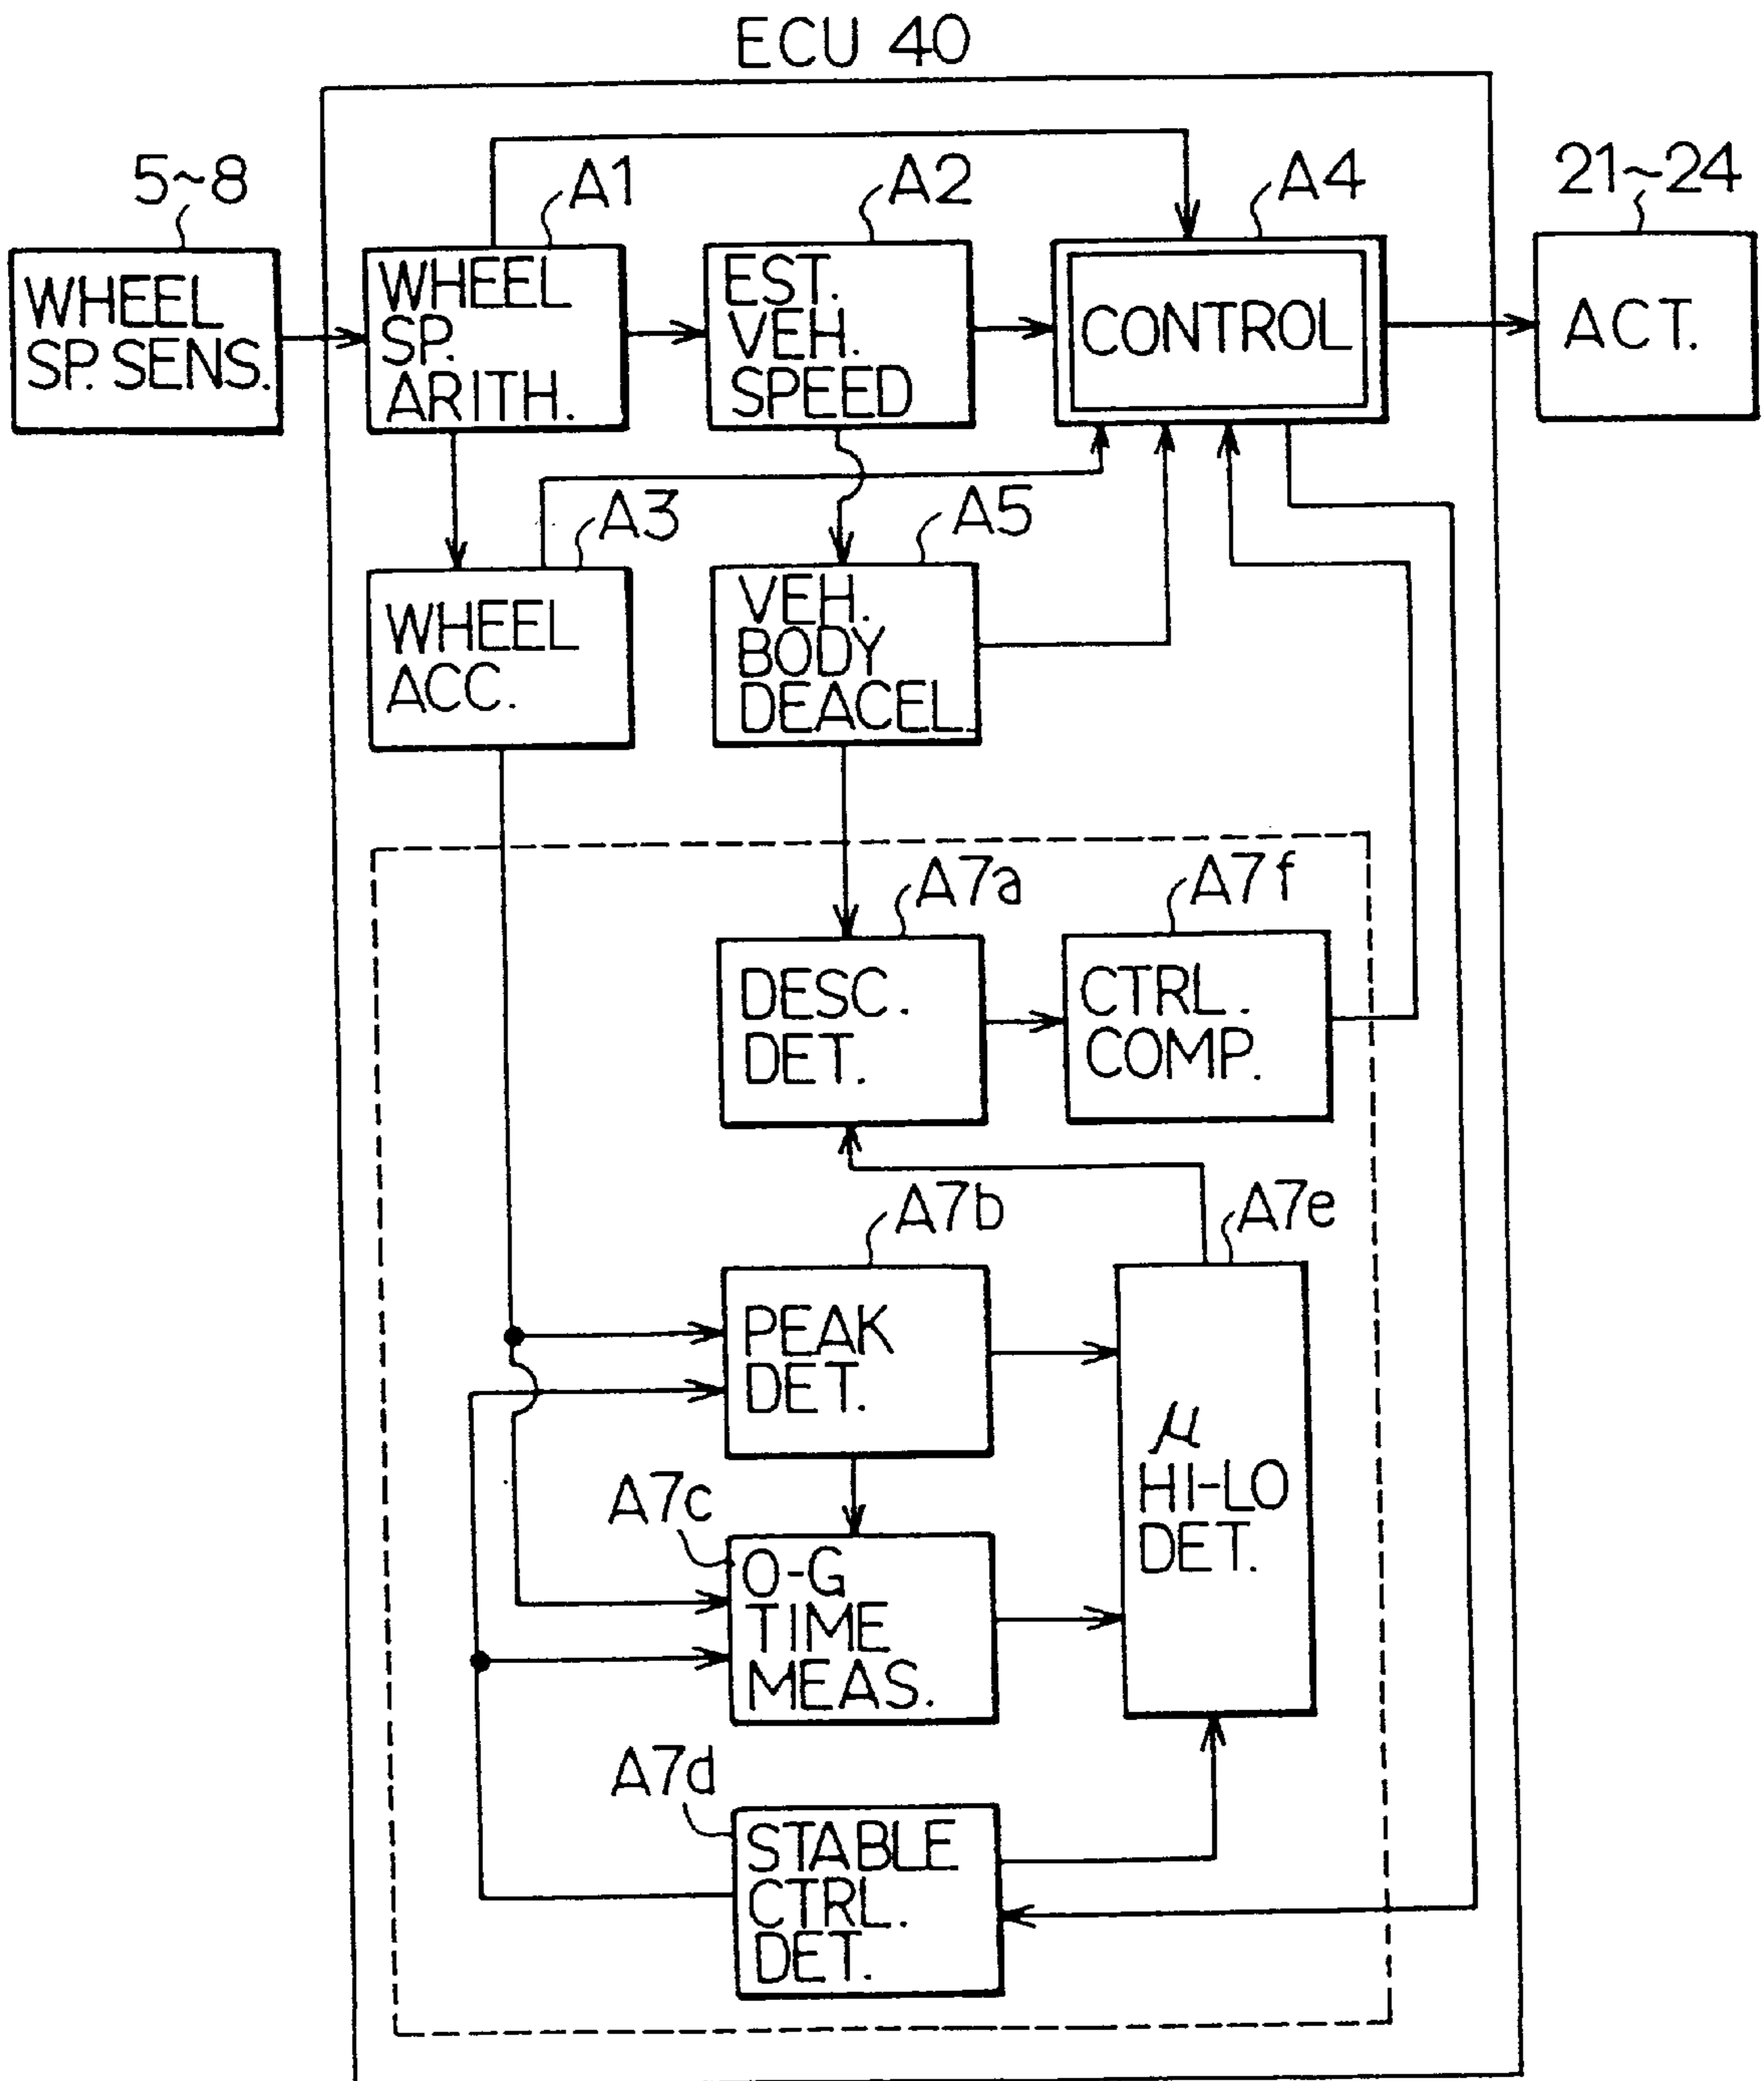 ECU 40
5~8
A1
A2
A4
21~24
WHEEL
SP. SENS.
WHEEL
SP.
ARITH.
EST.
VEH.
SPEED
CONTROL
ACT.
A3
A5
WHEEL
ACC.
VEH.
BODY
DEACEL.
A7a
A7f
DESC.
DET.
CTRL.
COMP.
A7b
A7e
PEAK
DET.
μ
HI-LO
DET.
A7c
O-G
TIME
MEAS.
A7d
STABLE
CTRL.
DET.